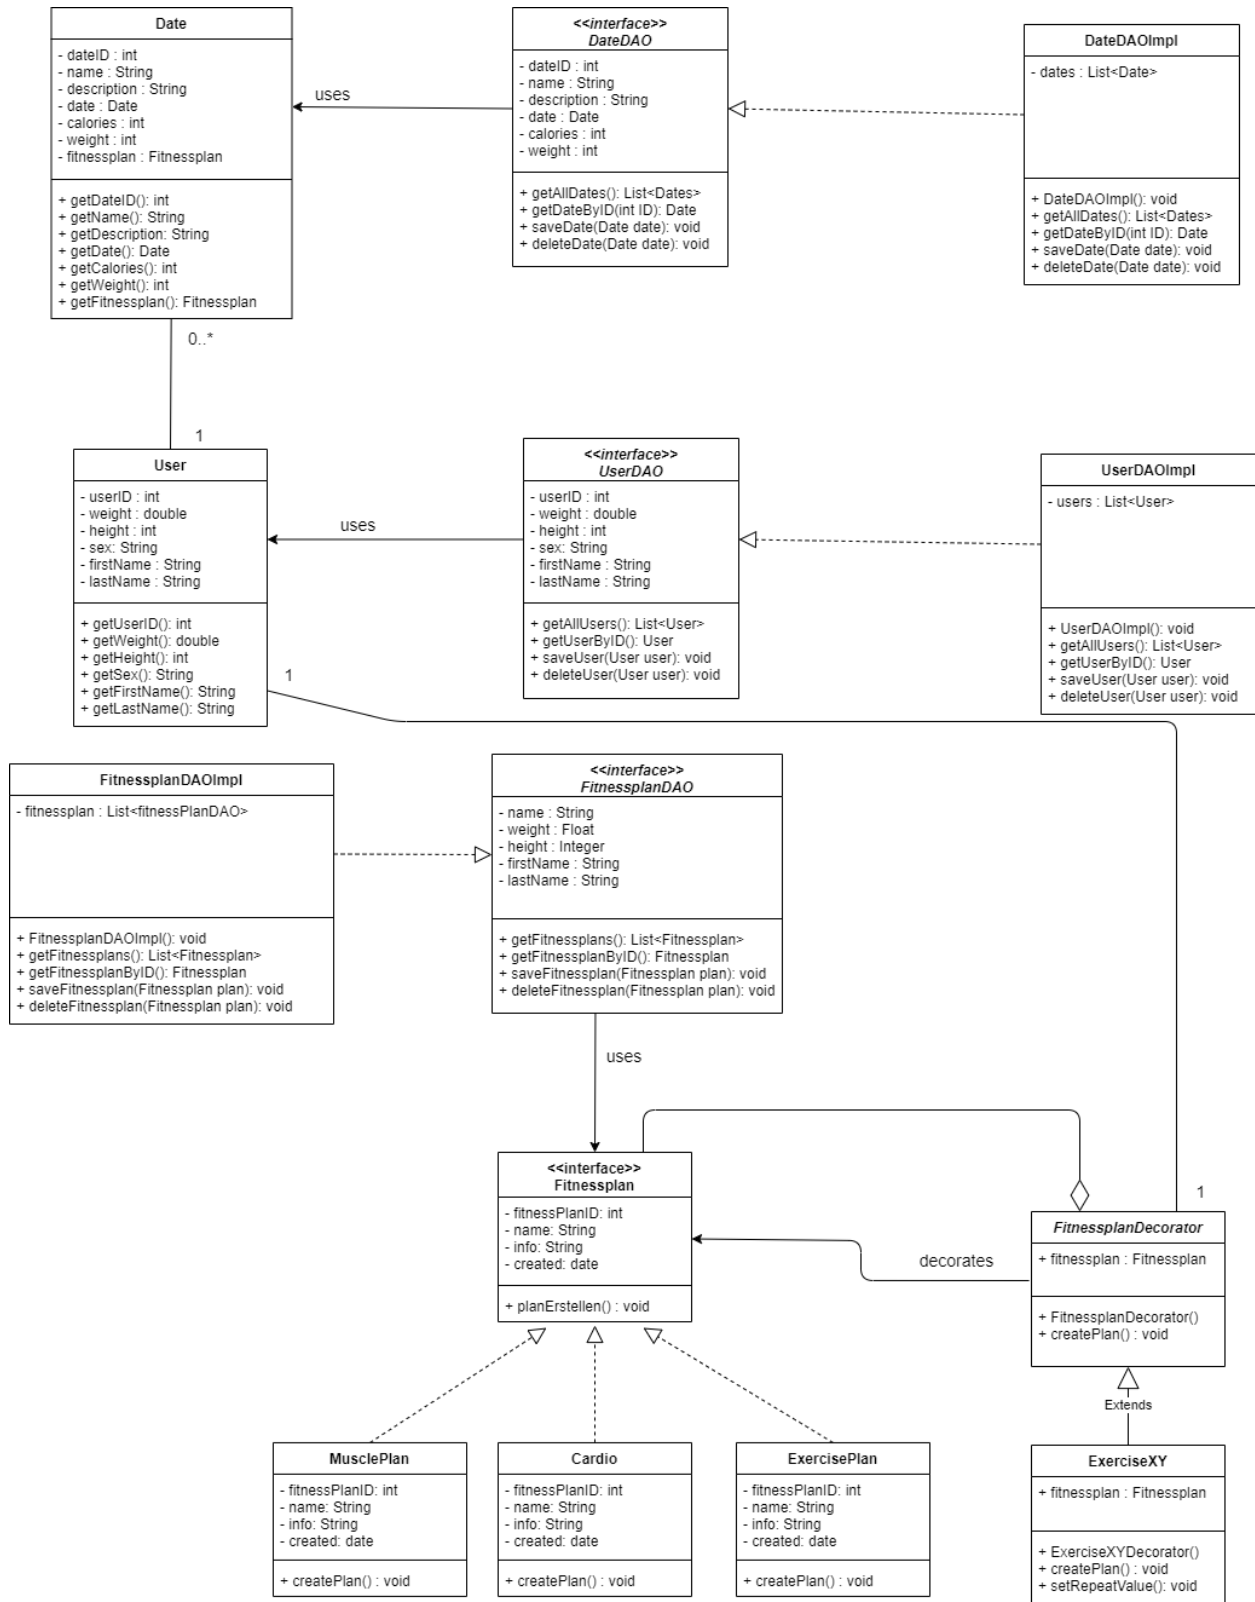 Date
- dateID : int
- name : String
- description : String
- date : Date
- calories : int
- weight : int
- fitnessplan : Fitnessplan
+ getDateID(): int
+ getName(): String
+ getDescription: String
+ getDate(): Date
+ getCalories(): int
+ getWeight(): int
+ getFitnessplan(): Fitnessplan
uses
<<interface>>
DateDAO
- dateID : int
- name : String
- description : String
- date : Date
- calories : int
- weight : int
+ getAllDates(): List<Dates>
+ getDateByID(int ID): Date
+ saveDate(Date date): void
+ deleteDate(Date date): void
DateDAOImpl
- dates : List<Date>
+ DateDAOImpl(): void
+ getAllDates(): List<Dates>
+ getDateByID(int ID): Date
+ saveDate(Date date): void
+ deleteDate(Date date): void
0..*
1
User
- userID : int
- weight : double
- height : int
- sex: String
- firstName : String
- lastName : String
+ getUserID(): int
+ getWeight(): double
+ getHeight(): int
+ getSex(): String
+ getFirstName(): String
+ getLastName(): String
uses
1
<<interface>>
UserDAO
- userID : int
- weight : double
- height : int
- sex: String
- firstName : String
- lastName : String
+ getAllUsers(): List<User>
+ getUserByID(): User
+ saveUser(User user): void
+ deleteUser(User user): void
UserDAOImpl
- users : List<User>
+ UserDAOImpl(): void
+ getAllUsers(): List<User>
+ getUserByID(): User
+ saveUser(User user): void
+ deleteUser(User user): void
FitnessplanDAOImpl
- fitnessplan : List<fitnessPlanDAO>
+ FitnessplanDAOImpl(): void
+ getFitnessplans(): List<Fitnessplan>
+ getFitnessplanByID(): Fitnessplan
+ saveFitnessplan(Fitnessplan plan): void
+ deleteFitnessplan(Fitnessplan plan): void
<<interface>>
FitnessplanDAO
- name : String
- weight : Float
- height : Integer
- firstName : String
- lastName : String
+ getFitnessplans(): List<Fitnessplan>
+ getFitnessplanByID(): Fitnessplan
+ saveFitnessplan(Fitnessplan plan): void
+ deleteFitnessplan(Fitnessplan plan): void
uses
<<interface>>
Fitnessplan
- fitnessPlanID: int
- name: String
- info: String
- created: date
+ planErstellen() : void
decorates
1
FitnessplanDecorator
+ fitnessplan : Fitnessplan
+ FitnessplanDecorator()
+ createPlan() : void
Extends
MusclePlan
- fitnessPlanID: int
- name: String
- info: String
- created: date
+ createPlan() : void
Cardio
- fitnessPlanID: int
- name: String
- info: String
- created: date
+ createPlan() : void
ExercisePlan
- fitnessPlanID: int
- name: String
- info: String
- created: date
+ createPlan() : void
ExerciseXY
+ fitnessplan : Fitnessplan
+ ExerciseXYDecorator()
+ createPlan() : void
+ setRepeatValue(): void